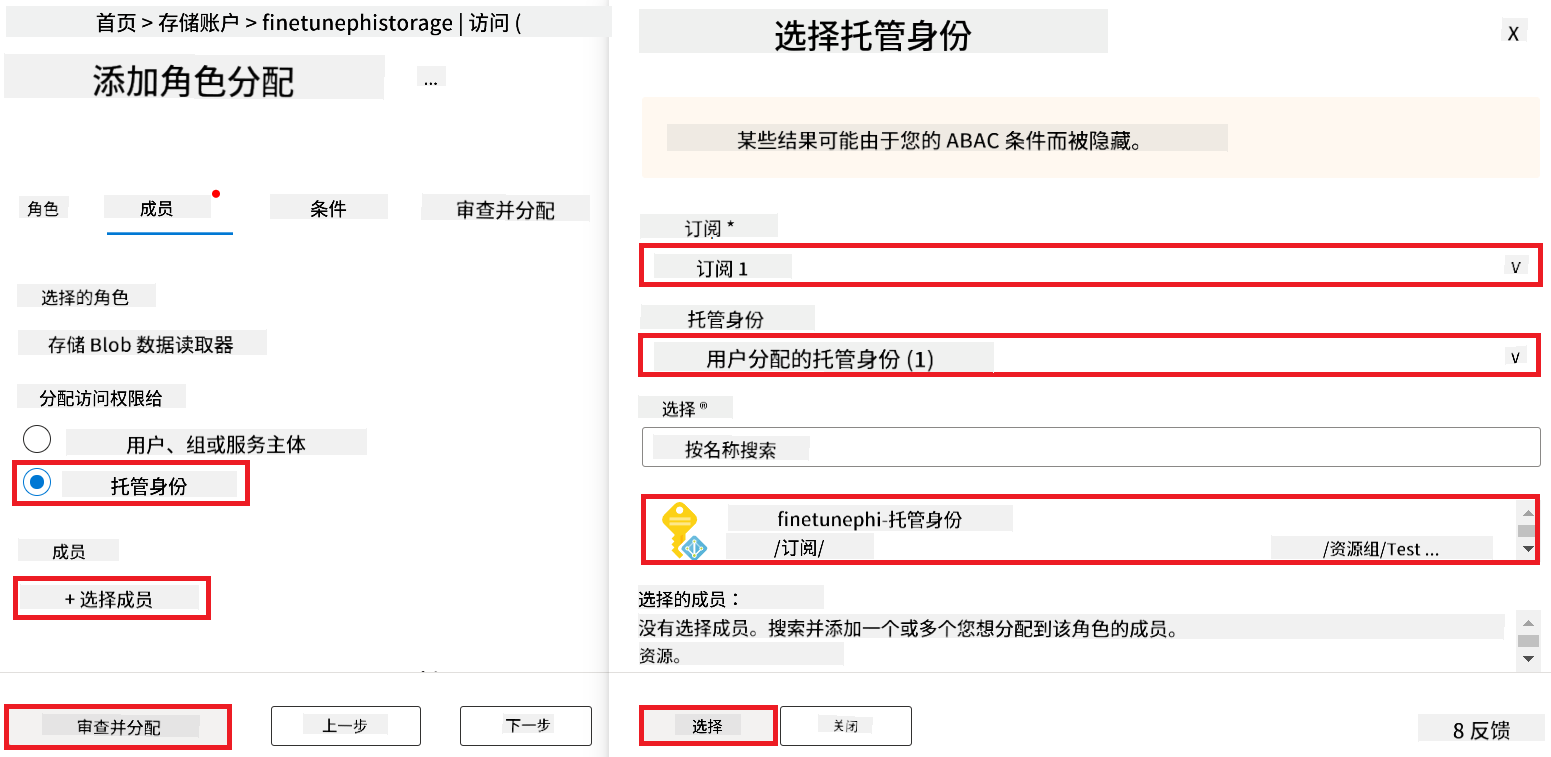 首页 > 存储账户 > finetunephistorage | 访问 (
添加角色分配
...
角色
成员
条件
审查并分配
选择的角色
存储 Blob 数据读取器
分配访问权限给
用户、组或服务主体
托管身份
成员
+ 选择成员
审查并分配
上一步
下一步
选择托管身份
X
某些结果可能由于您的 ABAC 条件而被隐藏。
订阅 *
订阅 1
托管身份
用户分配的托管身份 (1)
选择 ®
按名称搜索
finetunephi-托管身份
/订阅/ /资源组/Test ...
选择的成员：
没有选择成员。搜索并添加一个或多个您想分配到该角色的成员。
资源。
选择
关闭
8 反馈